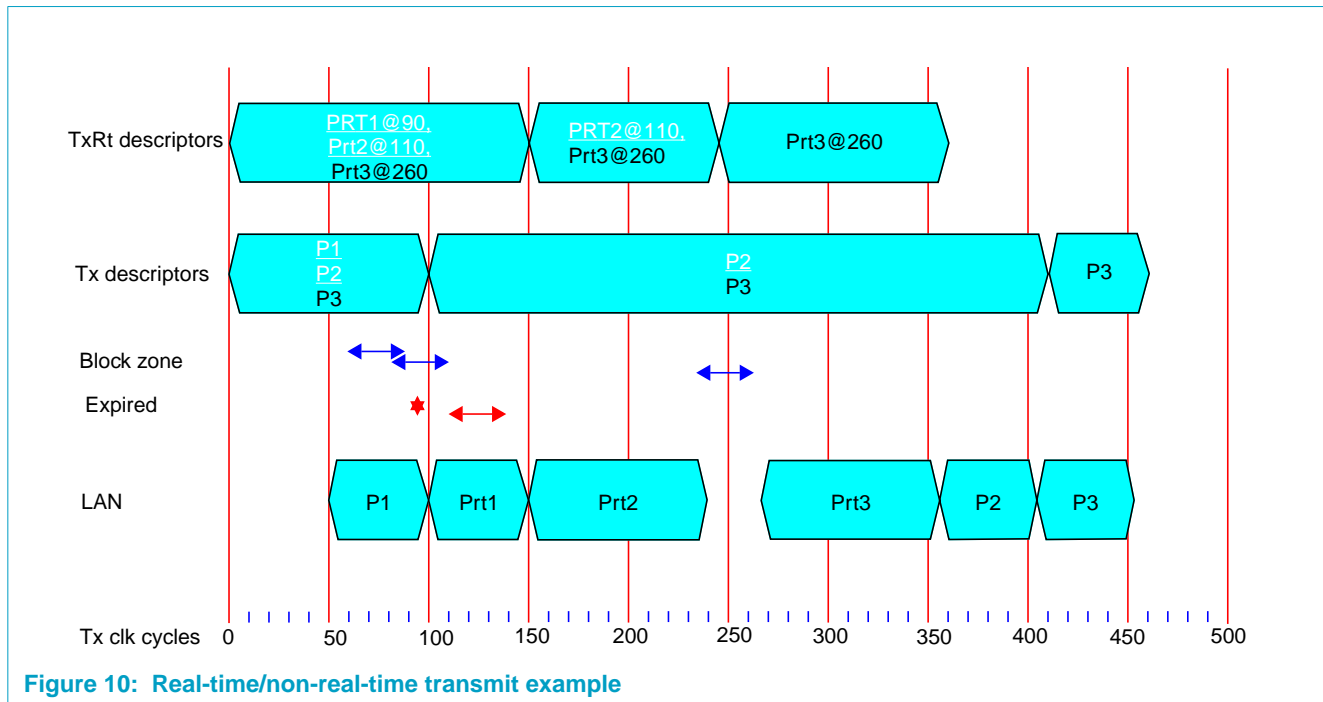 TxRt descriptors
PRT1@90,
Prt2@110,
Prt3@260
PRT2@110,
Prt3@260
Prt3@260
Tx descriptors
P1
P2
P3
P2
P3
P3
Block zone
Expired
LAN
P1
Prt1
Prt2
Prt3
P2
P3
Tx clk cycles
0 50 100 150 200 250 300 350 400 450 500
Figure 10: Real-time/non-real-time transmit example